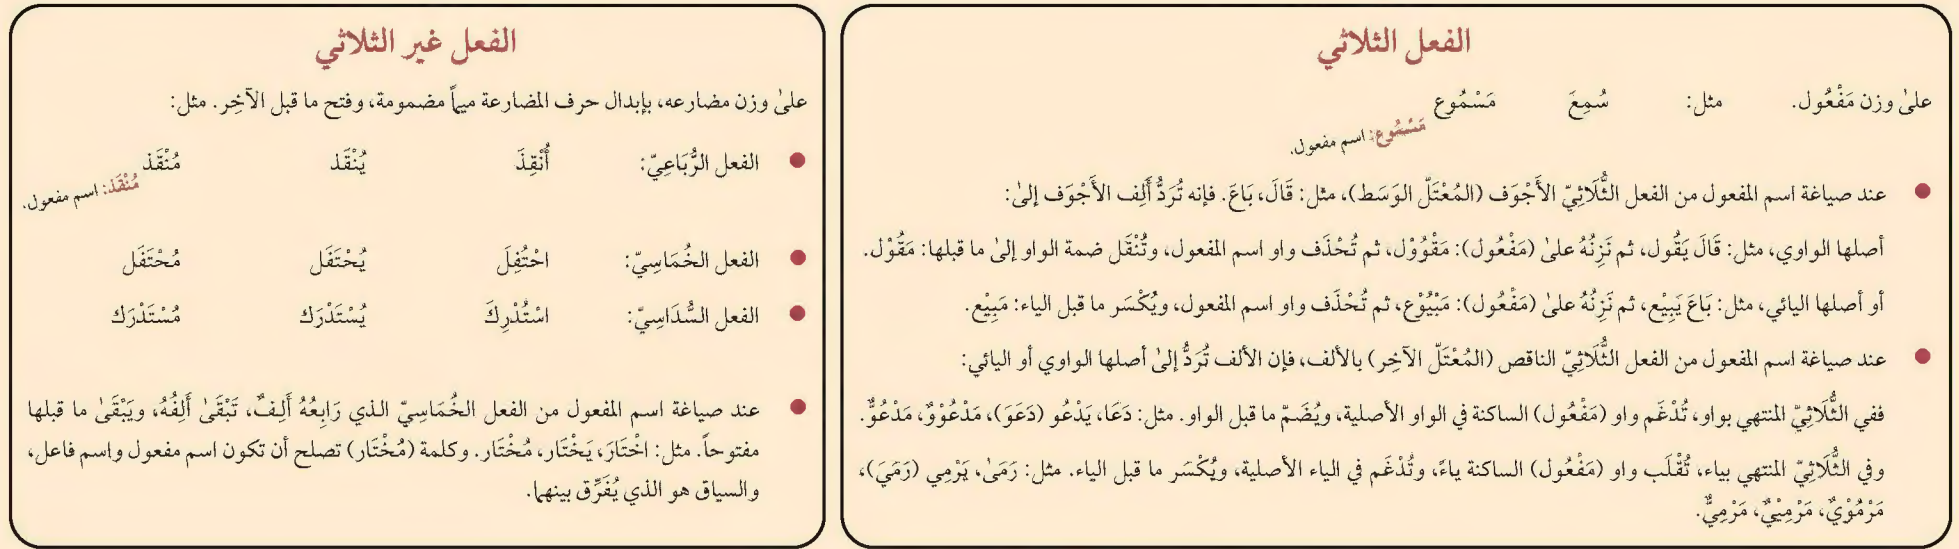 الفعل الثلاثي
علىٰ وزن مَفْعُول. مثل: سُمِعَ مَسْمُوع
مَسْمُوع: اسم مفعول.
● عند صياغة اسم المفعول من الفعل الثُّلَاثِيّ الأَجْوَف (المُعْتَلّ الوَسَط)، مثل: قَالَ، بَاعَ. فإنه تُرَدُّ أَلِف الأَجْوَف إلىٰ:
أصلها الواوي، مثل: قَالَ يَقُول، ثم نَزِنُهُ علىٰ (مَفْعُول): مَقْوُوْل، ثم تُحْذَف واو اسم المفعول، وتُنْقَل ضمة الواو إلىٰ ما قبلها: مَقُوْل.
أو أصلها اليائي، مثل: بَاعَ يَبِيْع، ثم نَزِنُهُ علىٰ (مَفْعُول): مَبْيُوْع، ثم تُحْذَف واو اسم المفعول، ويُكْسَر ما قبل الياء: مَبِيْع.
● عند صياغة اسم المفعول من الفعل الثُّلَاثِيّ الناقص (المُعْتَلّ الآخِر) بالألف، فإن الألف تُرَدُّ إلىٰ أصلها الواوي أو اليائي:
ففي الثُّلَاثِيّ المنتهي بواو، تُدْغَم واو (مَفْعُول) الساكنة في الواو الأصلية، ويُضَمّ ما قبل الواو. مثل: دَعَا، يَدْعُو (دَعَوَ)، مَدْعُوْوٌ، مَدْعُوٌّ.
وفي الثُّلَاثِيّ المنتهي بياء، تُقْلَب واو (مَفْعُول) الساكنة ياءً، وتُدْغَم في الياء الأصلية، ويُكْسَر ما قبل الياء. مثل: رَمَىٰ، يَرْمِي (رَمَيَ)،
مَرْمُوْيٌ، مَرْمِيْيٌ، مَرْمِيٌّ.
الفعل غير الثلاثي
علىٰ وزن مضارعه، بإبدال حرف المضارعة ميماً مضمومة، وفتح ما قبل الآخِر. مثل:
● الفعل الرُّبَاعِيّ: أُنْقِذَ يُنْقَذ مُنْقَذ
مُنْقَذ: اسم مفعول.
● الفعل الخُمَاسِيّ: احْتُفِلَ يُحْتَفَل مُحْتَفَل
● الفعل السُّدَاسِيّ: اسْتُدْرِكَ يُسْتَدْرَك مُسْتَدْرَك
● عند صياغة اسم المفعول من الفعل الخُمَاسِيّ الذي رَابِعُهُ أَلِفٌ، تَبْقَىٰ أَلِفُهُ، ويَبْقَىٰ ما قبلها
مفتوحاً. مثل: اخْتَارَ، يَخْتَار، مُخْتَار. وكلمة (مُخْتَار) تصلح أن تكون اسم مفعول واسم فاعل،
والسياق هو الذي يُفَرِّق بينهما.